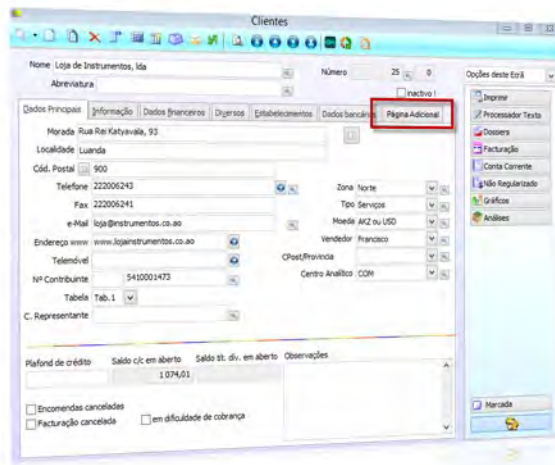 Clientes
Nome Loja de Instrumentos, lda Número 25 0
Abreviatura inactivo !
Opções deste Ecrã
Dados Principais Informação Dados financeiros Diversos Estabelecimentos Dados bancários Página Adicional
Morada Rua Rei Katyavala, 93
Localidade Luanda
Cód. Postal 900
Telefone 222006243 Zona Norte
Fax 222006241 Tipo Serviços
e-Mail loja@instrumentos.co.ao Moeda AKZ ou USD
Endereço www www.lojainstrumentos.co.ao Vendedor Francisco
Telemóvel CPost/Provincia
Nº Contribuinte 5410001473 Centro Analítico COM
Tabela Tab.1
C. Representante
Plafond de crédito Saldo c/c em aberto Saldo tít. div. em aberto Observações
1 074,01
Encomendas canceladas
Facturação cancelada em dificuldade de cobrança
Imprimir
Processador Texto
Dossiers
Facturação
Conta Corrente
Não Regularizado
Gráficos
Análises
Marcada